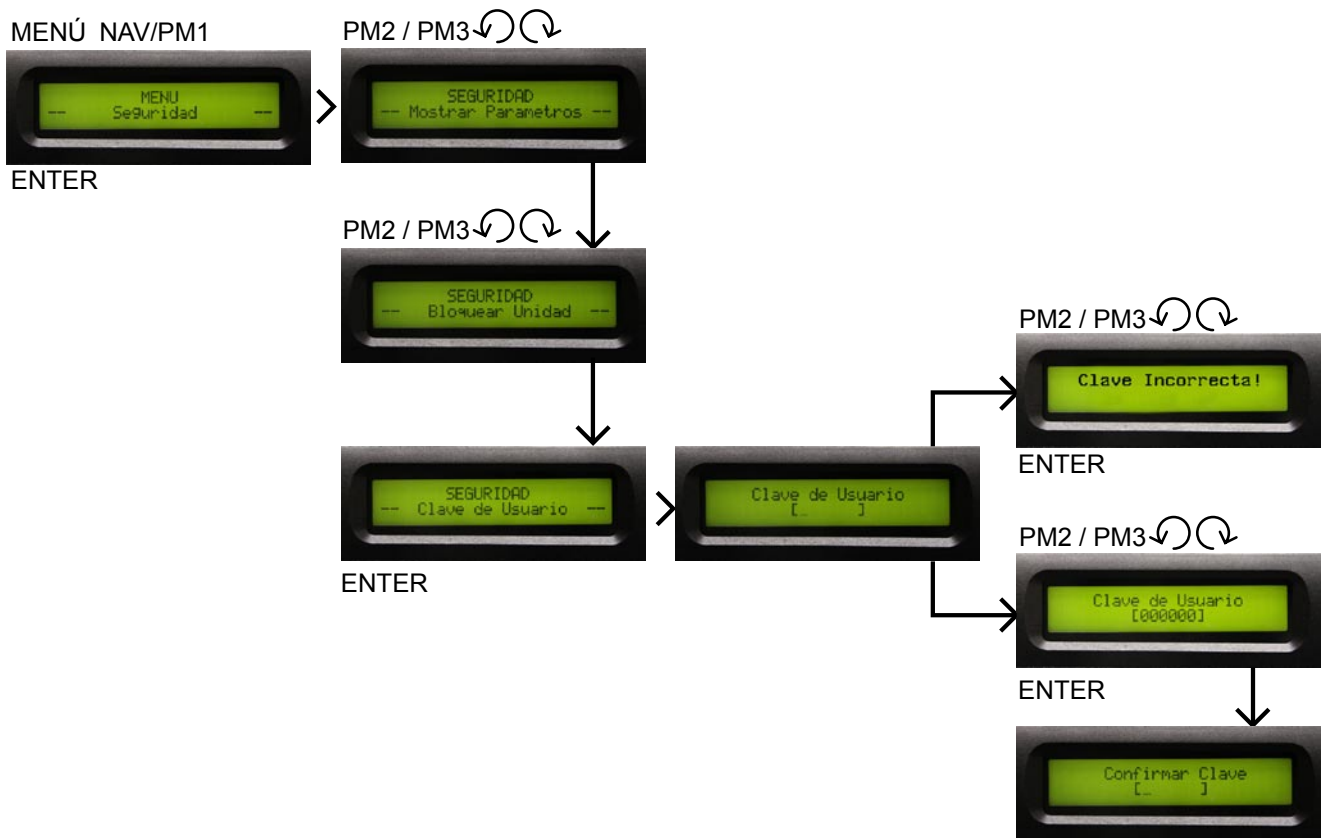 MENÚ NAV/PM1
MENU
-- Seguridad --
ENTER
PM2 / PM3
SEGURIDAD
-- Mostrar Parametros --
PM2 / PM3
SEGURIDAD
-- Bloquear Unidad --
SEGURIDAD
-- Clave de Usuario --
ENTER
Clave de Usuario
[_ ]
PM2 / PM3
Clave Incorrecta!
ENTER
PM2 / PM3
Clave de Usuario
[000000]
ENTER
Confirmar Clave
[_ ]